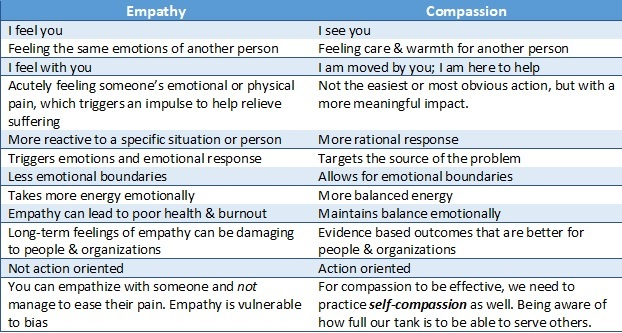 Empathy Compassion
I feel you I see you
Feeling the same emotions of another person Feeling care & warmth for another person
I feel with you I am moved by you; I am here to help
Acutely feeling someone's emotional or physical Not the easiest or most obvious action, but with a
pain, which triggers an impulse to help relieve more meaningful impact.
suffering
More reactive to a specific situation or person More rational response
Triggers emotions and emotional response Targets the source of the problem
Less emotional boundaries Allows for emotional boundaries
Takes more energy emotionally More balanced energy
Empathy can lead to poor health & burnout Maintains balance emotionally
Long-term feelings of empathy can be damaging Evidence based outcomes that are better for
to people & organizations people & organizations
Not action oriented Action oriented
You can empathize with someone and not For compassion to be effective, we need to
manage to ease their pain. Empathy is vulnerable practice self-compassion as well. Being aware of
to bias how full our tank is to be able to serve others.